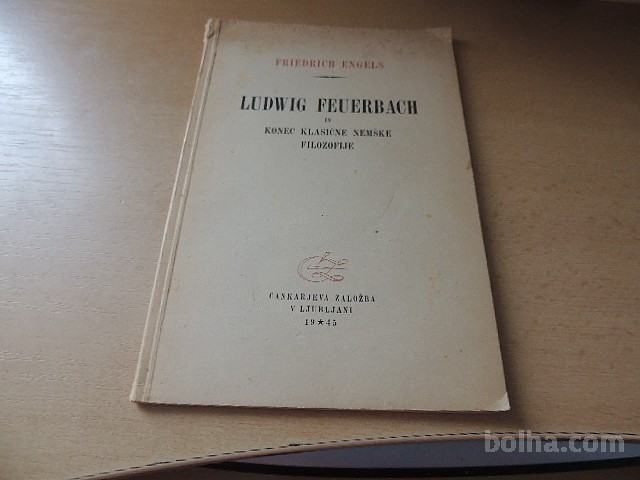 FRIEDRICH ENGELS
LUDWIG FEUERBACH
IN
KONEC KLASIČNE NEMŠKE
FILOZOFIJE
CANKARJEVA ZALOŽBA
V LJUBLJANI
19★45
bolha.com